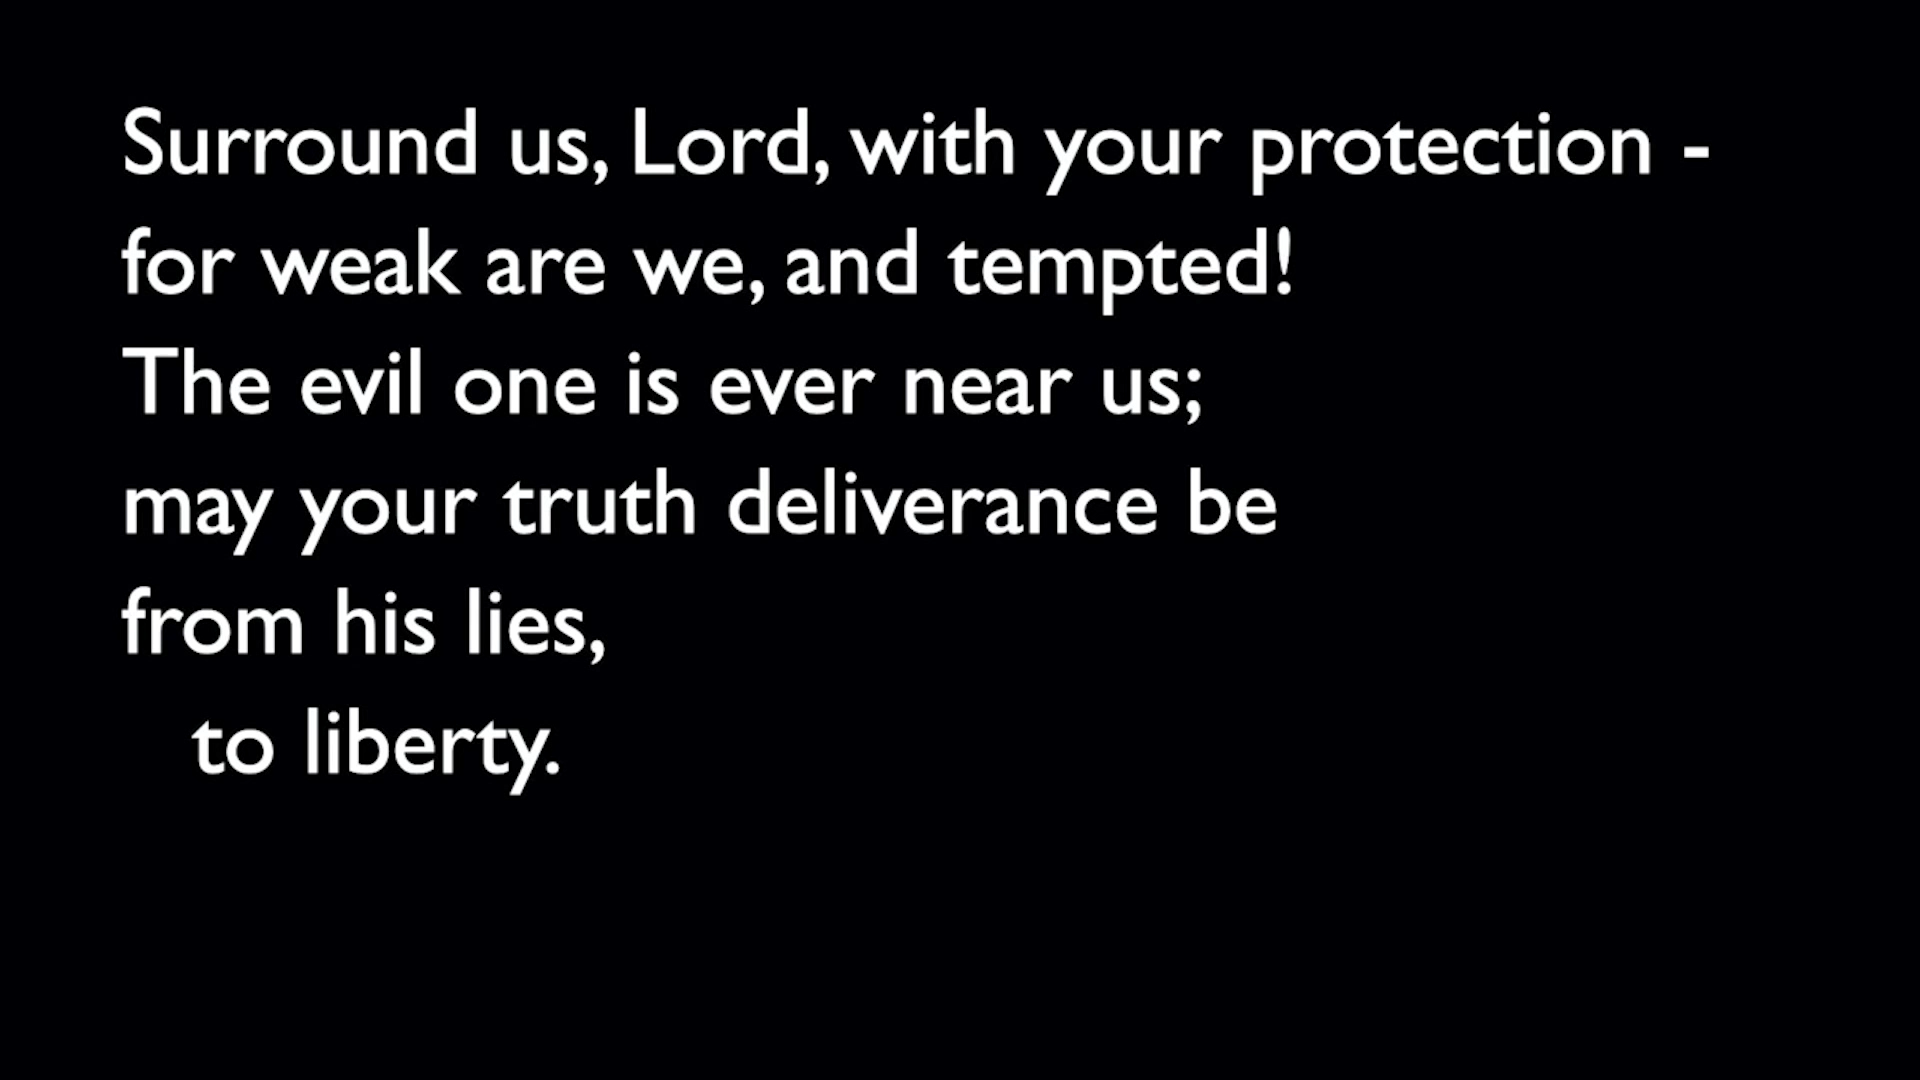 Surround us, Lord, with your protection -
for weak are we, and tempted!
The evil one is ever near us;
may your truth deliverance be
from his lies,
to liberty.